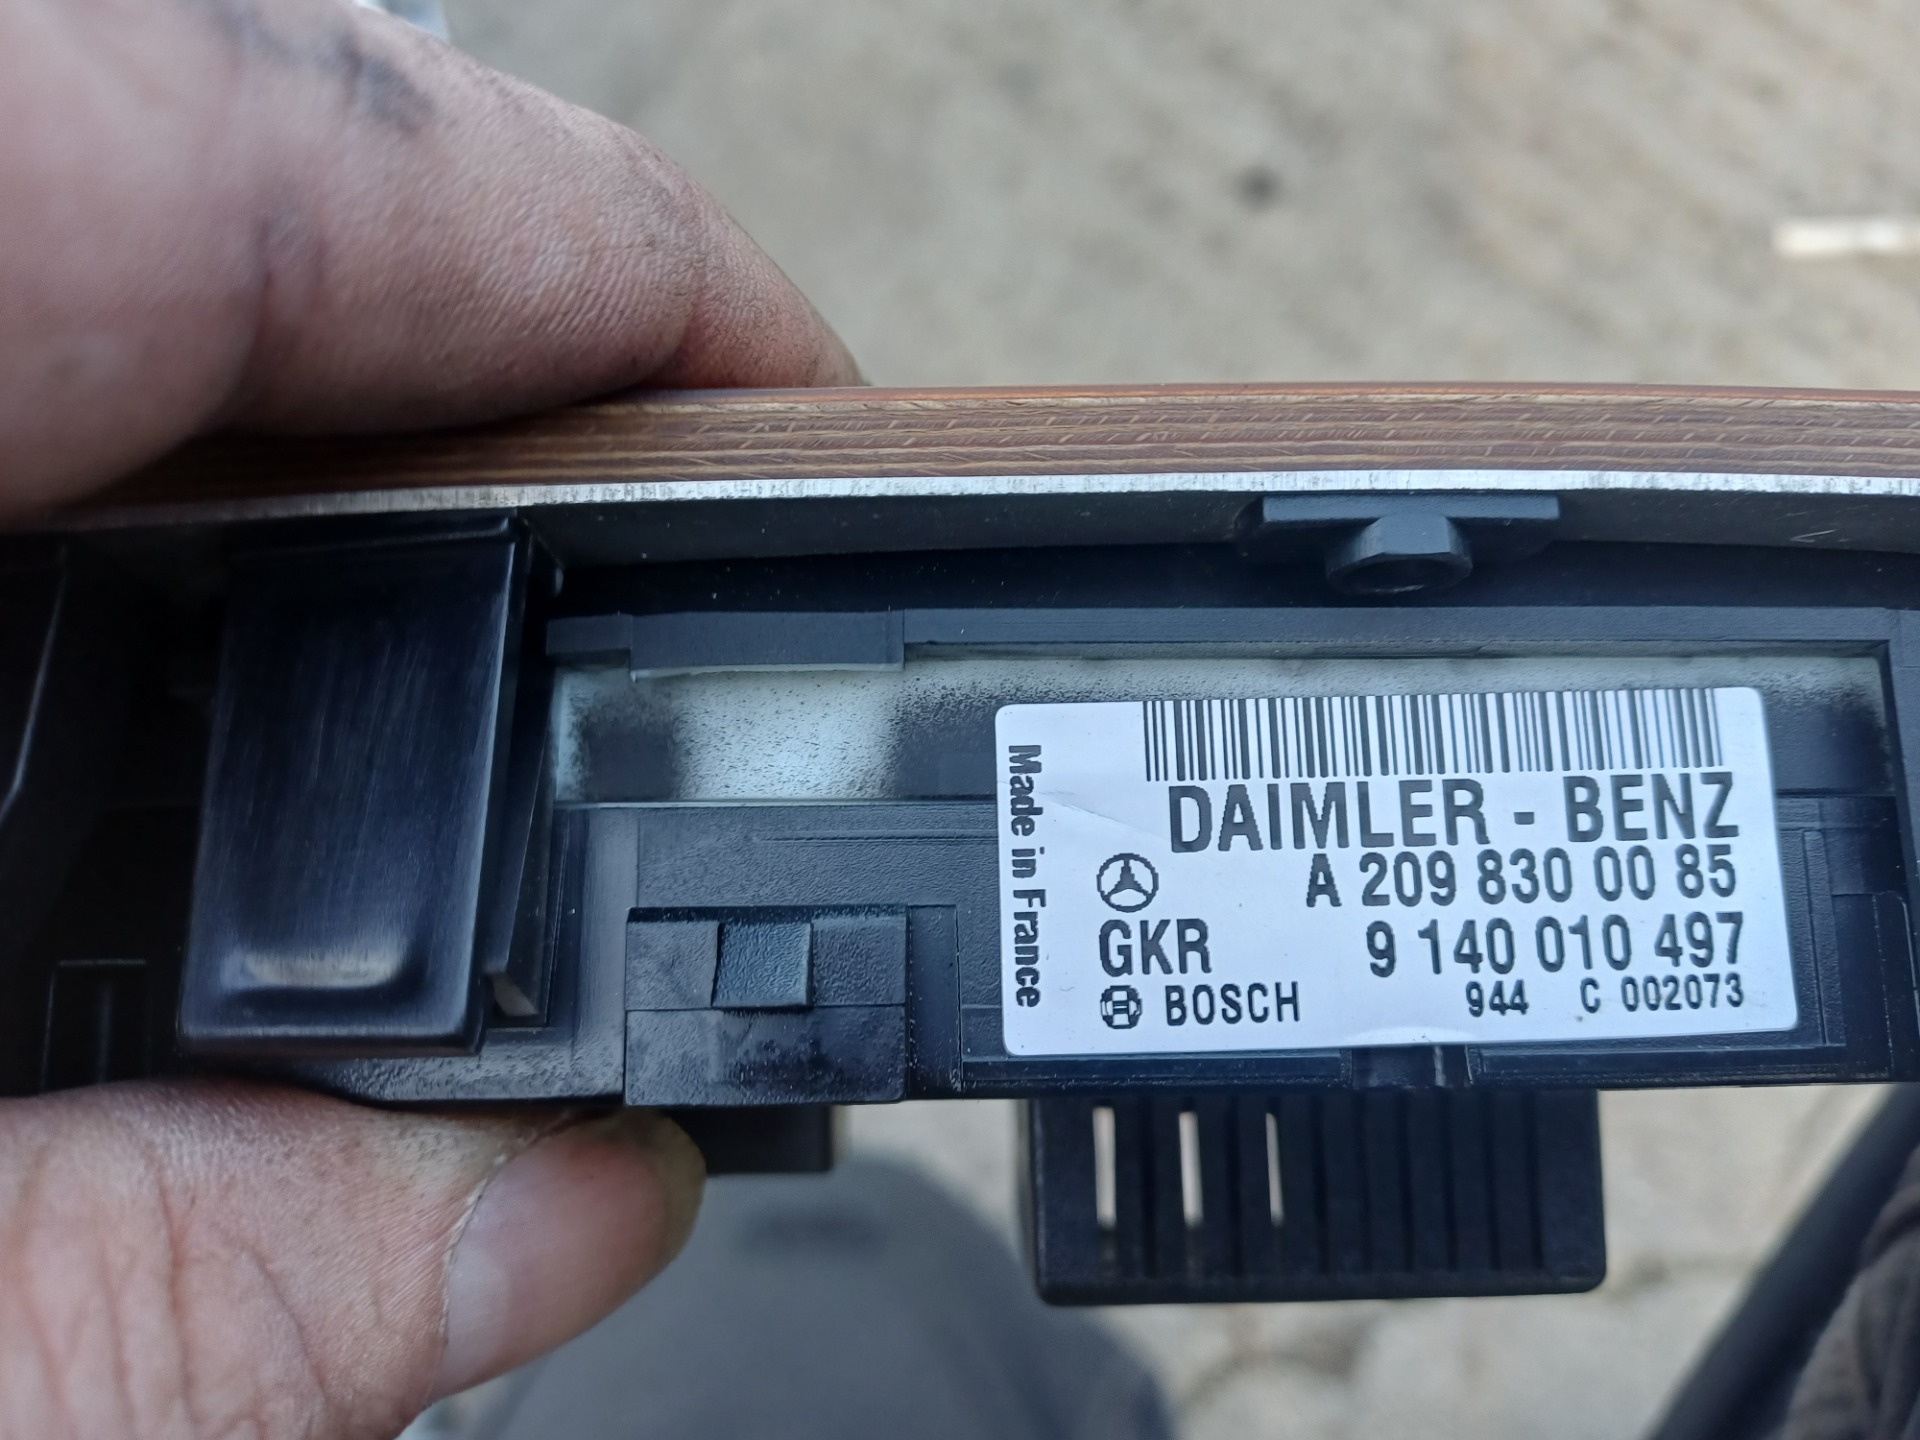 Made in France
DAIMLER - BENZ
A 209 830 00 85
GKR 9 140 010 497
BOSCH 944 C 002073